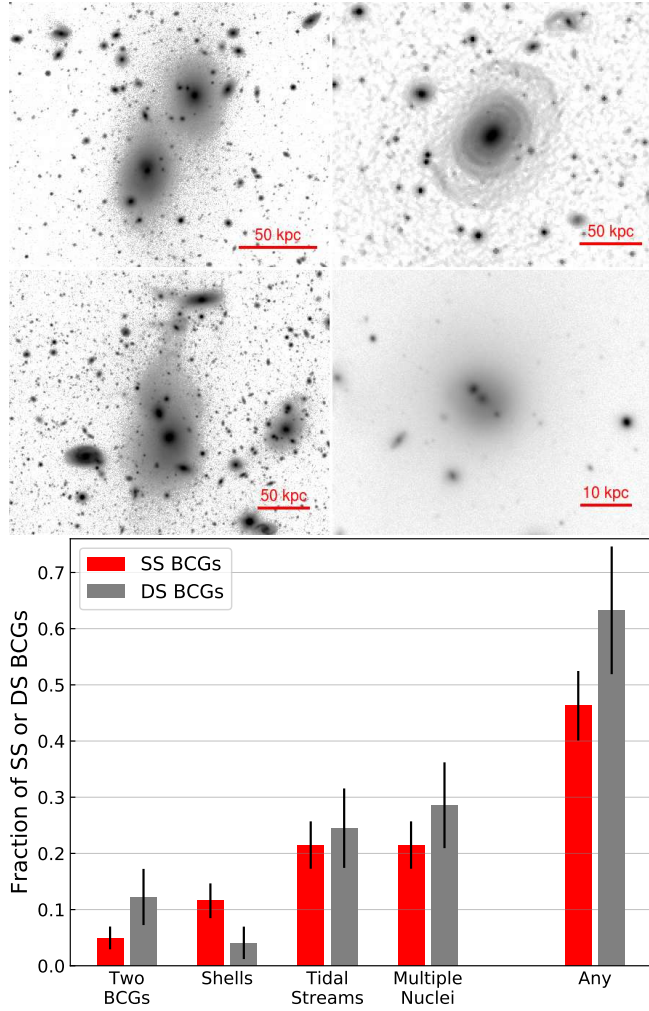 50 kpc
50 kpc
50 kpc
10 kpc
SS BCGs
DS BCGs
Fraction of SS or DS BCGs
0.7
0.6
0.5
0.4
0.3
0.2
0.1
0.0
Two
BCGs
Shells
Tidal
Streams
Multiple
Nuclei
Any